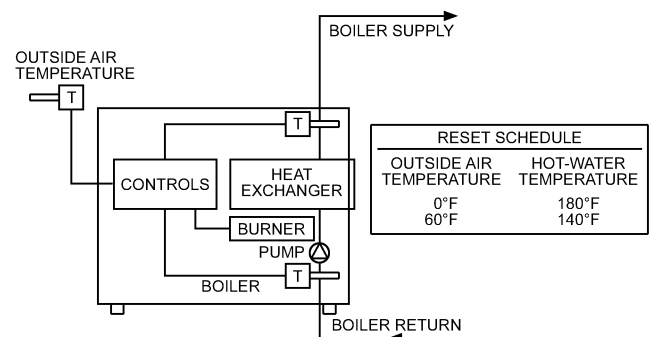 BOILER SUPPLY
OUTSIDE AIR
TEMPERATURE
T
T
CONTROLS
HEAT
EXCHANGER
BURNER
PUMP
T
BOILER
BOILER RETURN
RESET SCHEDULE
OUTSIDE AIR HOT-WATER
TEMPERATURE TEMPERATURE
0°F 180°F
60°F 140°F